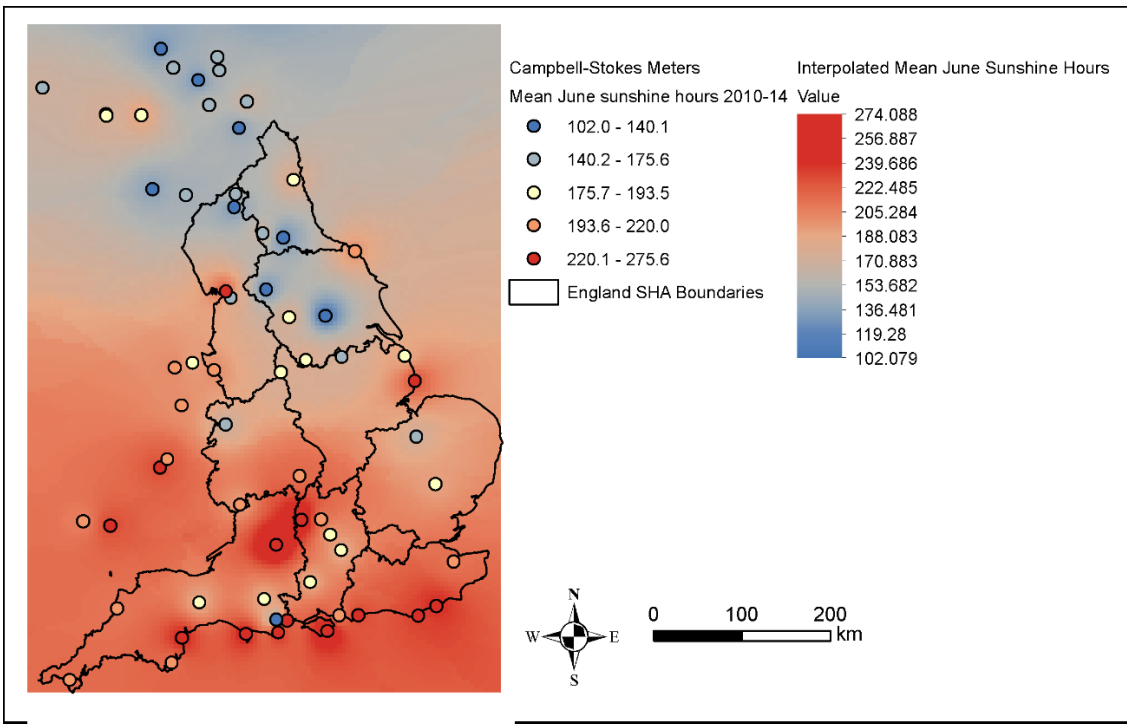 Campbell-Stokes Meters
Mean June sunshine hours 2010-14
102.0 - 140.1
140.2 - 175.6
175.7 - 193.5
193.6 - 220.0
220.1 - 275.6
England SHA Boundaries
Interpolated Mean June Sunshine Hours
Value
274.088
256.887
239.686
222.485
205.284
188.083
170.883
153.682
136.481
119.28
102.079
N
W E
S
0 100 200
km